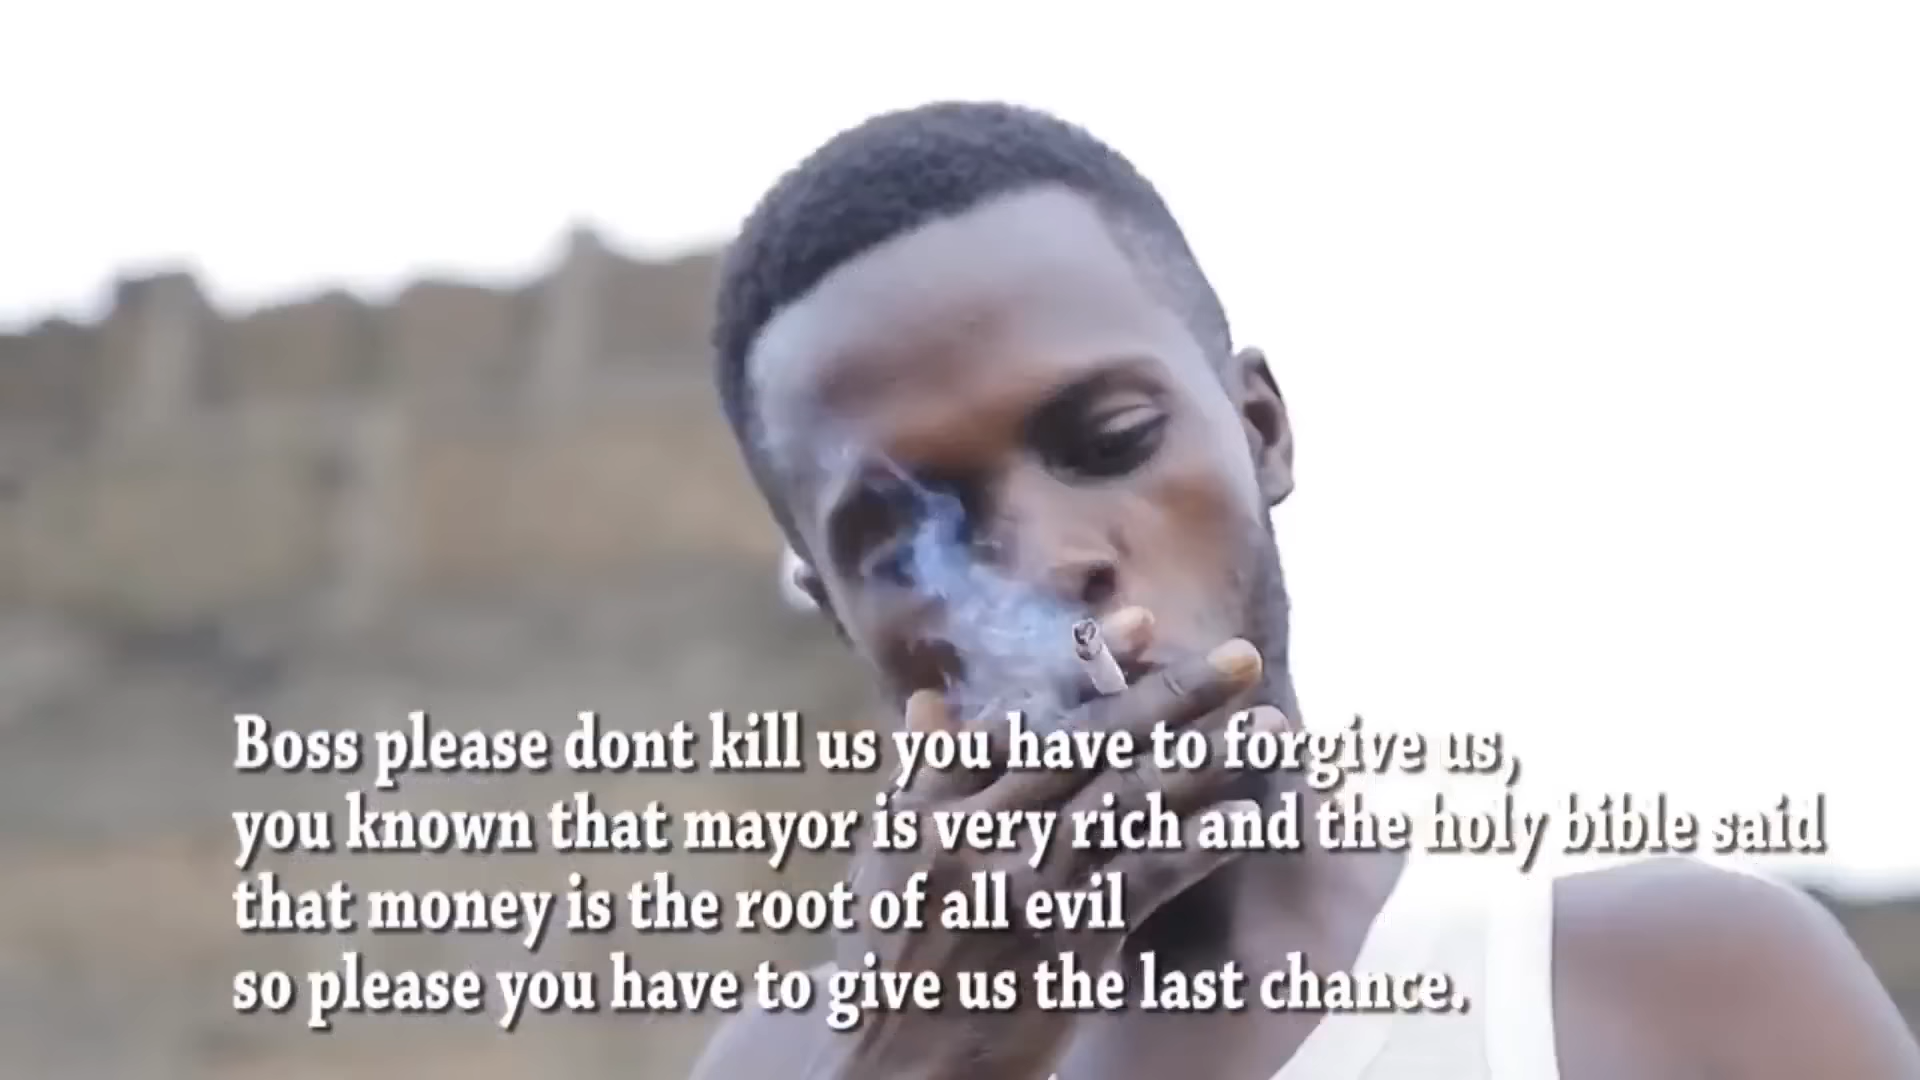 Boss please dont kill us you have to forgive us,
you known that mayor is very rich and the holy bible said
that money is the root of all evil
so please you have to give us the last chance.